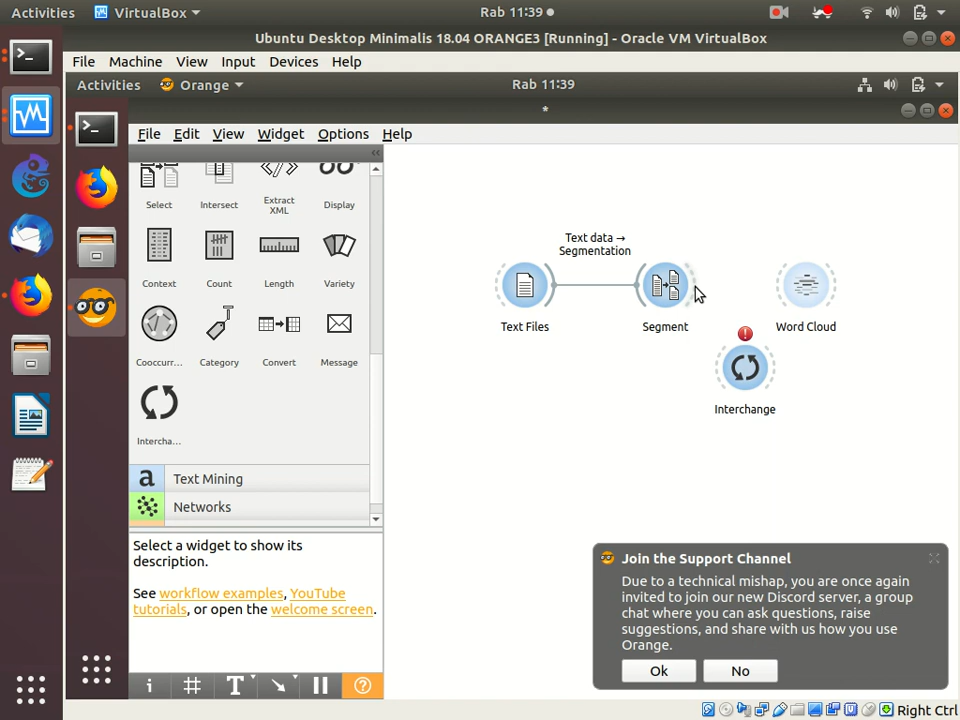 Activities VirtualBox Rab 11:39
Ubuntu Desktop Minimalis 18.04 ORANGE3 [Running] - Oracle VM VirtualBox
File Machine View Input Devices Help
Activities Orange Rab 11:39
*
File Edit View Widget Options Help
Select Intersect Extract XML Display
Context Count Length Variety
Cooccurr... Category Convert Message
Intercha...
a Text Mining
Networks
Select a widget to show its
description.
See workflow examples, YouTube
tutorials, or open the welcome screen.
Text data →
Segmentation
Text Files
Segment
Word Cloud
Interchange
Join the Support Channel
Due to a technical mishap, you are once again
invited to join our new Discord server, a group
chat where you can ask questions, raise
suggestions, and share with us how you use
Orange.
Ok No
Right Ctrl